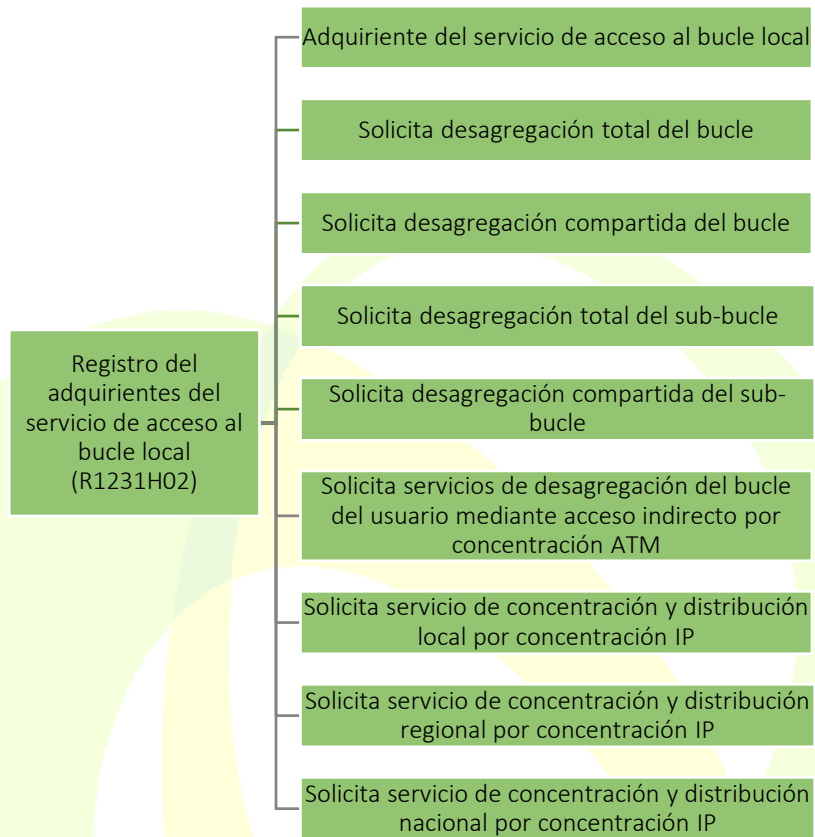 Adquiriente del servicio de acceso al bucle local
Solicita desagregación total del bucle
Solicita desagregación compartida del bucle
Solicita desagregación total del sub-bucle
Registro del
adquirientes del
servicio de acceso al
bucle local
(R1231H02)
Solicita desagregación compartida del sub-
bucle
Solicita servicios de desagregación del bucle
del usuario mediante acceso indirecto por
concentración ATM
Solicita servicio de concentración y distribución
local por concentración IP
Solicita servicio de concentración y distribución
regional por concentración IP
Solicita servicio de concentración y distribución
nacional por concentración IP